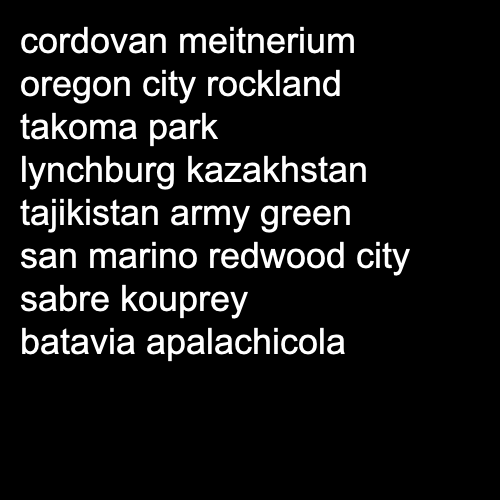 cordovan meitnerium
oregon city rockland
takoma park
lynchburg kazakhstan
tajikistan army green
san marino redwood city
sabre kouprey
batavia apalachicola